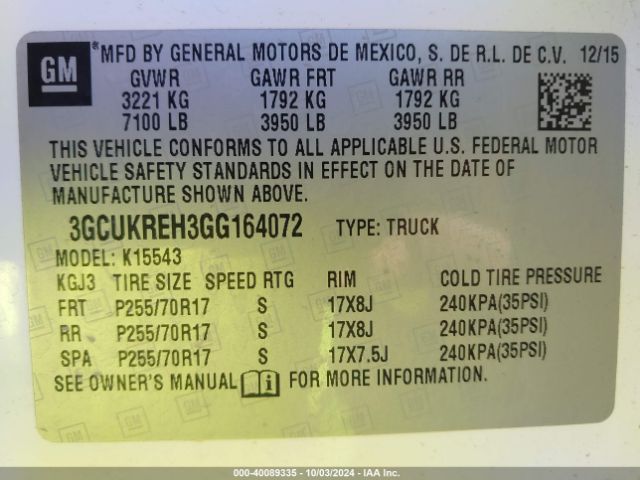 GM
®MFD BY GENERAL MOTORS DE MEXICO, S. DE R.L. DE C.V. 12/15
GVWR GAWR FRT GAWR RR
3221 KG 1792 KG 1792 KG
7100 LB 3950 LB 3950 LB
THIS VEHICLE CONFORMS TO ALL APPLICABLE U.S. FEDERAL MOTOR
VEHICLE SAFETY STANDARDS IN EFFECT ON THE DATE OF
MANUFACTURE SHOWN ABOVE.
3GCUKREH3GG164072 TYPE: TRUCK
MODEL: K15543
KGJ3 TIRE SIZE SPEED RTG RIM COLD TIRE PRESSURE
FRT P255/70R17 S 17X8J 240KPA(35PSI)
RR P255/70R17 S 17X8J 240KPA(35PSI)
SPA P255/70R17 S 17X7.5J 240KPA(35PSI)
SEE OWNER'S MANUAL FOR MORE INFORMATION.
000-40089335 - 10/03/2024 - IAA Inc.